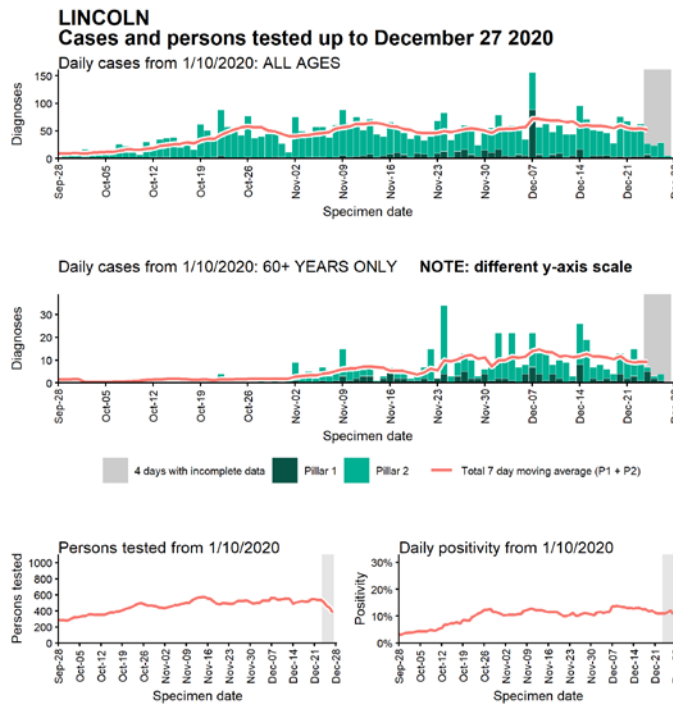 LINCOLN
Cases and persons tested up to December 27 2020
Daily cases from 1/10/2020: ALL AGES
Diagnoses
150
100
50
0
Sep-28
Oct-05
Oct-12
Oct-19
Oct-26
Nov-02
Nov-09
Nov-16
Nov-23
Nov-30
Dec-07
Dec-14
Dec-21
Dec-28
Specimen date
Daily cases from 1/10/2020: 60+ YEARS ONLY NOTE: different y-axis scale
Diagnoses
30
20
10
0
Sep-28
Oct-05
Oct-12
Oct-19
Oct-26
Nov-02
Nov-09
Nov-16
Nov-23
Nov-30
Dec-07
Dec-14
Dec-21
Dec-28
Specimen date
4 days with incomplete data Pillar 1 Pillar 2 Total 7 day moving average (P1 + P2)
Persons tested from 1/10/2020
Persons tested
1000
800
600
400
200
0
Sep-28
Oct-05
Oct-12
Oct-19
Oct-26
Nov-02
Nov-09
Nov-16
Nov-23
Nov-30
Dec-07
Dec-14
Dec-21
Dec-28
Specimen date
Daily positivity from 1/10/2020
Positivity
30%
20%
10%
0%
Sep-28
Oct-05
Oct-12
Oct-19
Oct-26
Nov-02
Nov-09
Nov-16
Nov-23
Nov-30
Dec-07
Dec-14
Dec-21
Dec-28
Specimen date